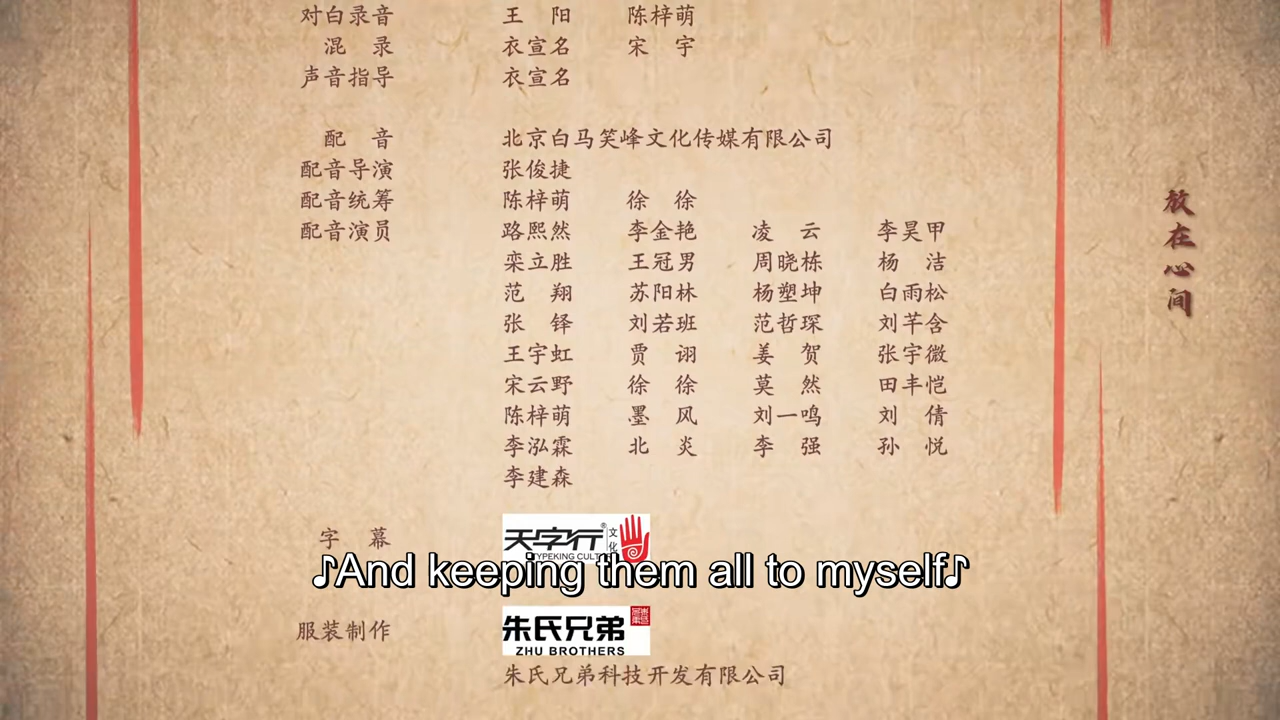 对白录音 王阳 陈梓萌
混录 衣宣名 宋宇
声音指导 衣宣名
配音 北京白马笑峰文化传媒有限公司
配音导演 张俊捷
配音统筹 陈梓萌 徐徐
配音演员 路熙然 李金艳 凌云 李昊甲
栾立胜 王冠男 周晓栋 杨洁
范翔 苏阳林 杨塑坤 白雨松
张铎 刘若班 范哲琛 刘芊含
王宇虹 贾诩 姜贺 张宇微
宋云野 徐徐 莫然 田丰恺
陈梓萌 墨风 刘一鸣 刘倩
李泓霖 北炎 李强 孙悦
李建森
放在心间
字幕 天字行® 文化
TYPEKING CULT
♪And keeping them all to myself♪
服装制作 朱氏兄弟
ZHU BROTHERS
朱氏兄弟科技开发有限公司